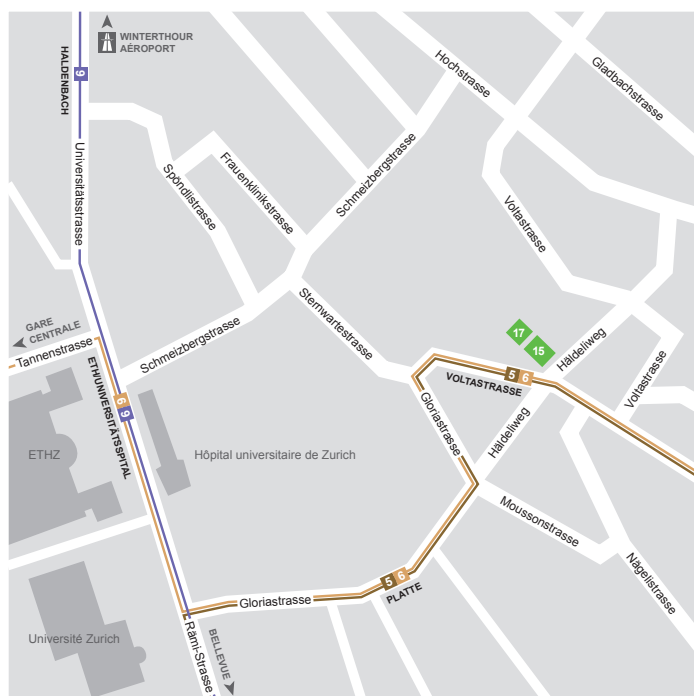 WINTERTHOUR
AÉROPORT
Hochstrasse
Gladbachstrasse
9
HALDENBACH
Universitätsstrasse
Spöndlistrasse
Frauenklinikstrasse
Schmelzbergstrasse
Voltastrasse
Sternwartestrasse
GARE
CENTRALE
Tannenstrasse
Schmelzbergstrasse
17
15
Häldeliweg
Voltastrasse
5 6
VOLTASTRASSE
6 9
ETH/UNIVERSITÄTSSPITAL
Gloriastrasse
Häldeliweg
ETHZ
Hôpital universitaire de Zurich
Moussonstrasse
Nägelistrasse
5 6
PLATTE
Gloriastrasse
Université Zurich
Rämi-Strasse
BELLEVUE